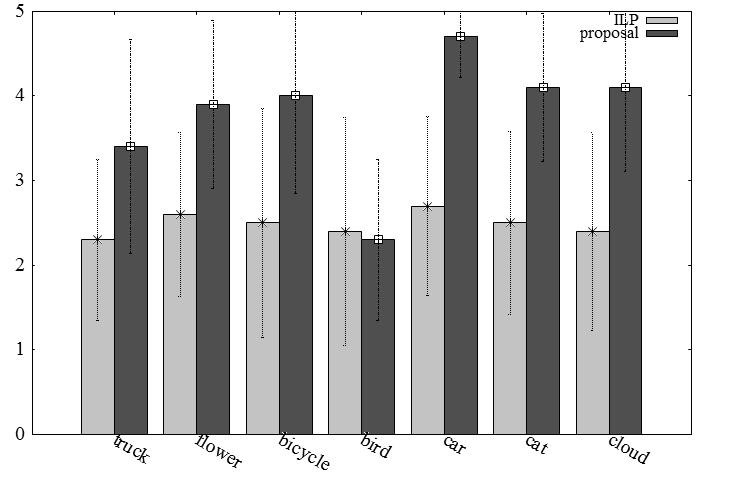 5
ILP
proposal
4
3
2
1
0
truck
flower
bicycle
bird
car
cat
cloud